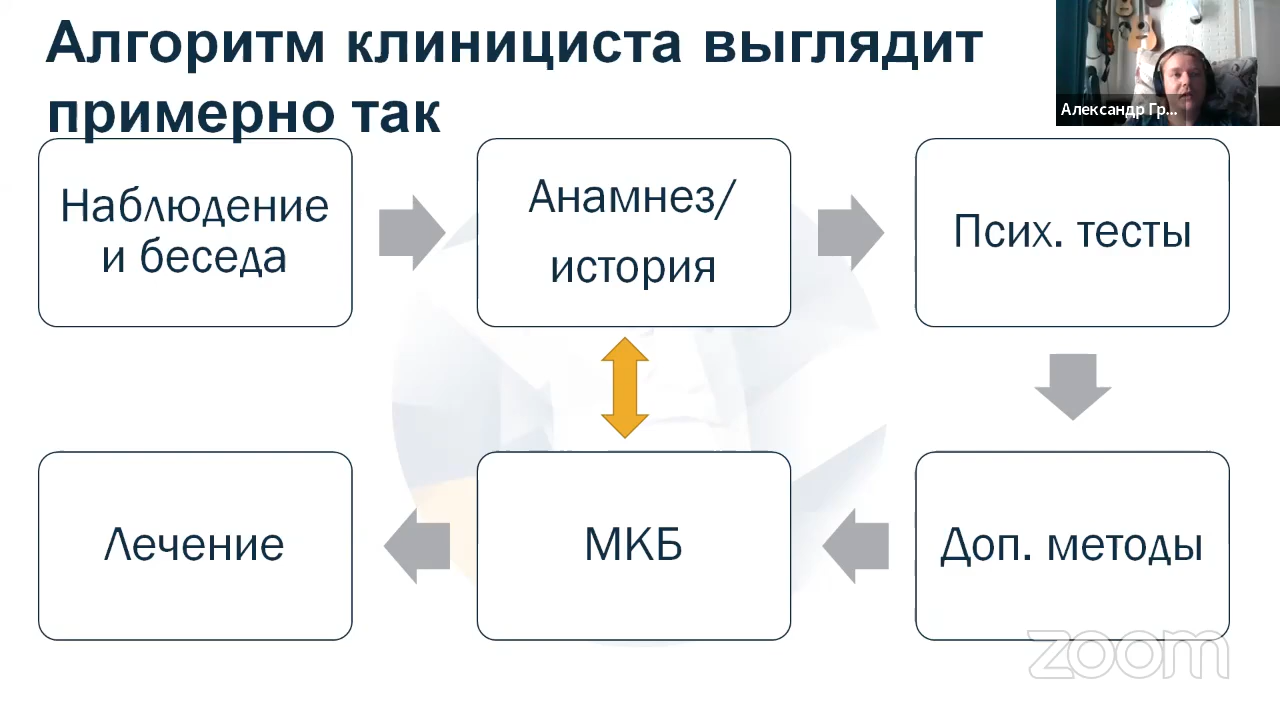 Алгоритм клинициста выглядит
примерно так
Александр Гр...
Наблюдение
и беседа
Анамнез/
история
Псих. тесты
Лечение
МКБ
Доп. методы
zoom